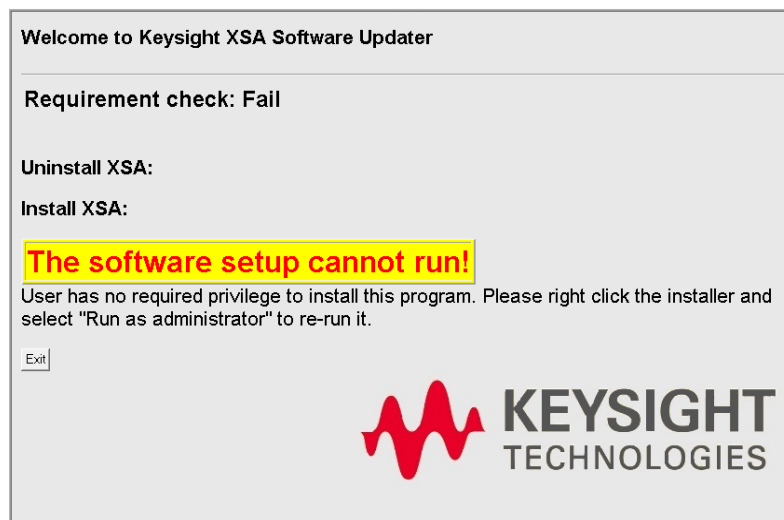 Welcome to Keysight XSA Software Updater
Requirement check: Fail
Uninstall XSA:
Install XSA:
The software setup cannot run!
User has no required privilege to install this program. Please right click the installer and
select "Run as administrator" to re-run it.
Exit
KEYSIGHT
TECHNOLOGIES